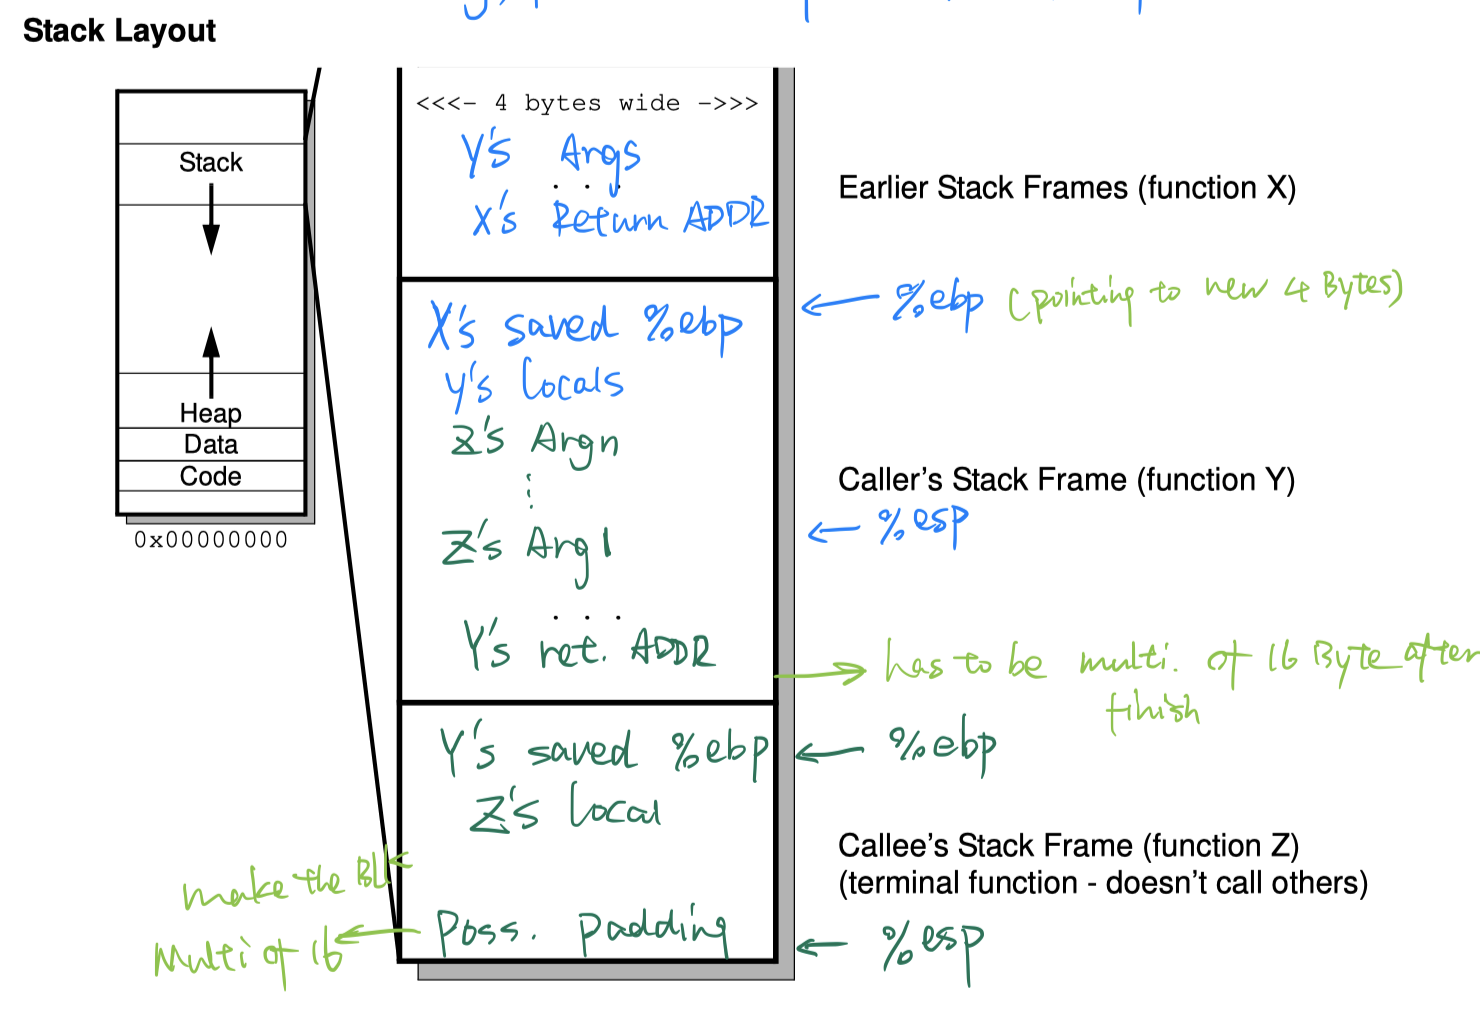 Stack Layout
<<<- 4 bytes wide ->>>
Y's Args
. . .
X's Return ADDR
Earlier Stack Frames (function X)
Stack
Heap
Data
Code
0x00000000
%ebp (pointing to new 4 Bytes)
X's saved %ebp
Y's locals
Z's Argn
Z's Arg1
. . .
Y's ret. ADDR
Caller's Stack Frame (function Y)
%esp
has to be multi. of 16 Byte after
finish
Y's saved %ebp
%ebp
Z's local
Callee's Stack Frame (function Z)
(terminal function - doesn't call others)
make the Blk
Multi of 16
Poss. padding
%esp